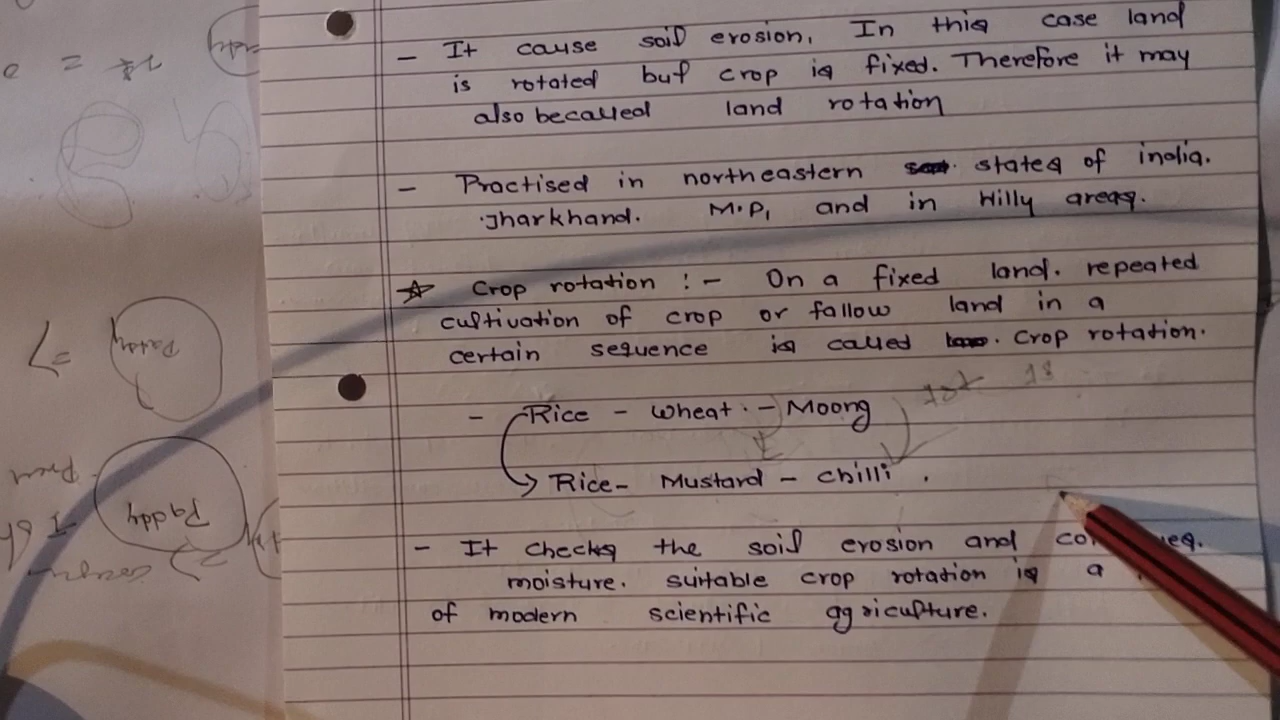 - It cause soil erosion, In this case land
is rotated but crop is fixed. Therefore it may
also becalled land rotation
- Practised in northeastern states of india.
Jharkhand. M.P, and in Hilly areas.
☆ Crop rotation :- On a fixed land. repeated
cultivation of crop or fallow land in a
certain sequence is called Crop rotation.
- Rice - wheat - Moong
Rice - Mustard - chilli .
- It checks the soil erosion and
moisture. suitable crop rotation is a
of modern scientific agriculture.
Paddy
Paddy